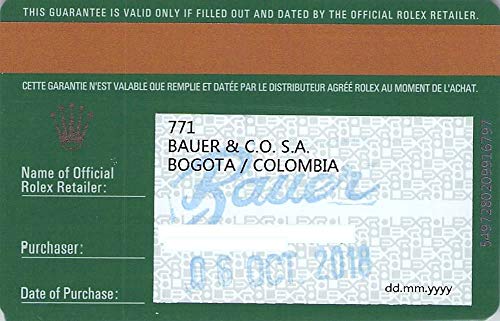 THIS GUARANTEE IS VALID ONLY IF FILLED OUT AND DATED BY THE OFFICIAL ROLEX RETAILER.
CETTE GARANTIE N'EST VALABLE QUE REMPLIE ET DATÉE PAR LE DISTRIBUTEUR AGRÉÉ ROLEX AU MOMENT DE L'ACHAT.
771
BAUER & C.O. S.A.
BOGOTA / COLOMBIA
Name of Official
Rolex Retailer:
Bauer
Purchaser:
06 OCT 2018
Date of Purchase:
dd.mm.yyyy
5497280209916797